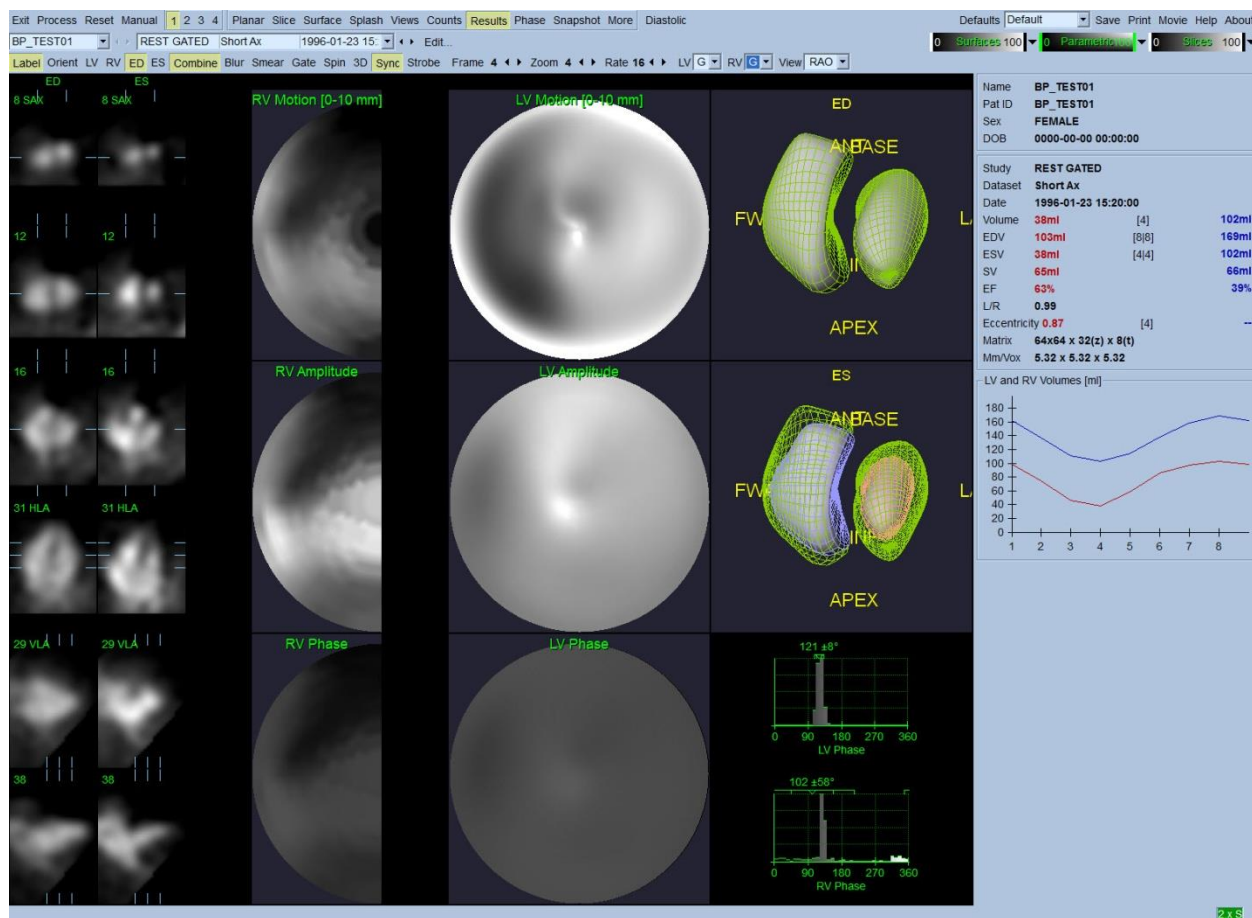 Exit Process Reset Manual 1 2 3 4 Planar Slice Surface Splash Views Counts Results Phase Snapshot More Diastolic Defaults Default Save Print Movie Help About
BP_TEST01 REST GATED Short Ax 1996-01-23 15: Edit... 0 Surfaces 100 0 Parametric 100 0 Slices 100
Label Orient LV RV ED ES Combine Blur Smear Gate Spin 3D Sync Strobe Frame 4 Zoom 4 Rate 16 LV G RV G View RAO
ED ES
8 SAX 8 SAX
12 12
16 16
31 HLA 31 HLA
29 VLA 29 VLA
38 38
RV Motion [0-10 mm] LV Motion [0-10 mm]
RV Amplitude LV Amplitude
RV Phase LV Phase
ED
ANT BASE
FW L
IN
APEX
ES
ANT BASE
FW L
INF
APEX
121 ±8°
0 90 180 270 360
LV Phase
102 ±58°
0 90 180 270 360
RV Phase
Name BP_TEST01
Pat ID BP_TEST01
Sex FEMALE
DOB 0000-00-00 00:00:00
Study REST GATED
Dataset Short Ax
Date 1996-01-23 15:20:00
Volume 38ml [4] 102ml
EDV 103ml [8|8] 169ml
ESV 38ml [4|4] 102ml
SV 65ml 66ml
EF 63% 39%
L/R 0.99
Eccentricity 0.87 [4] --
Matrix 64x64 x 32(z) x 8(t)
Mm/Vox 5.32 x 5.32 x 5.32
LV and RV Volumes [ml]
180
160
140
120
100
80
60
40
20
0
1 2 3 4 5 6 7 8
2 x S